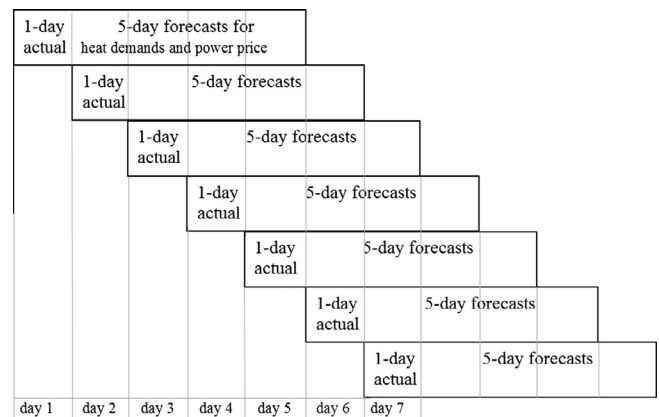 1-day 5-day forecasts for
actual heat demands and power price
1-day 5-day forecasts
actual
1-day 5-day forecasts
actual
1-day 5-day forecasts
actual
1-day 5-day forecasts
actual
1-day 5-day forecasts
actual
1-day 5-day forecasts
actual
day 1 day 2 day 3 day 4 day 5 day 6 day 7